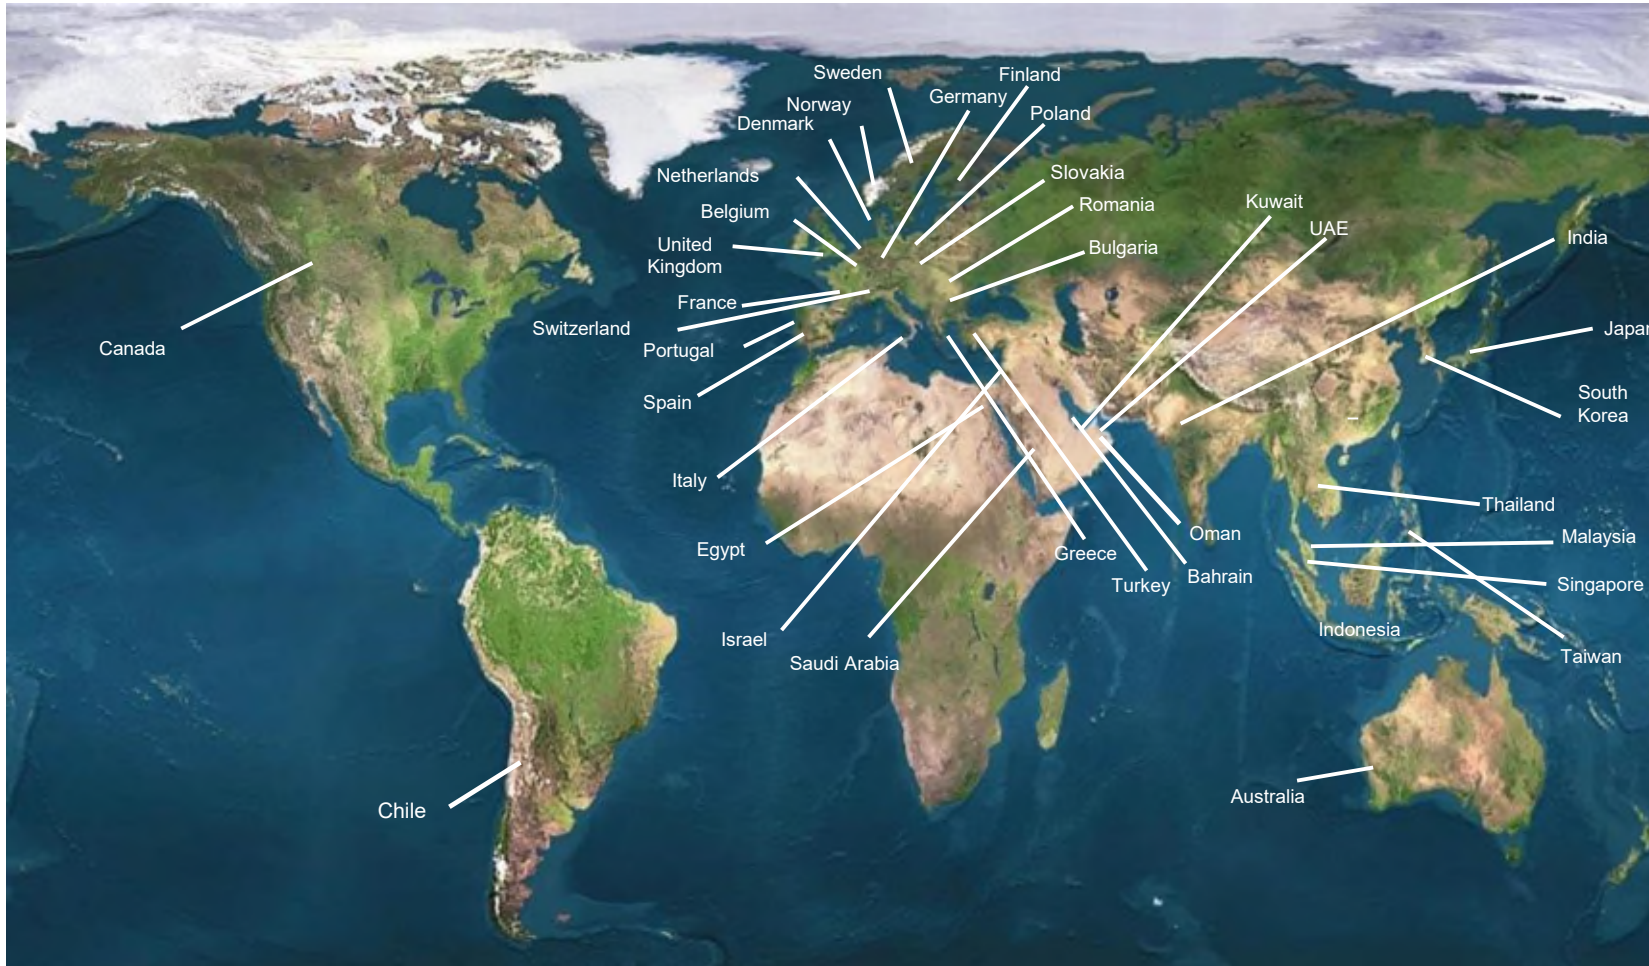 Sweden
Finland
Germany
Norway
Denmark
Poland
Netherlands
Slovakia
Belgium
Romania
Kuwait
UAE
United
Kingdom
Bulgaria
India
France
Switzerland
Portugal
Canada
Japan
Spain
South
Korea
Italy
Thailand
Egypt
Greece
Oman
Malaysia
Turkey
Bahrain
Singapore
Israel
Indonesia
Saudi Arabia
Taiwan
Chile
Australia